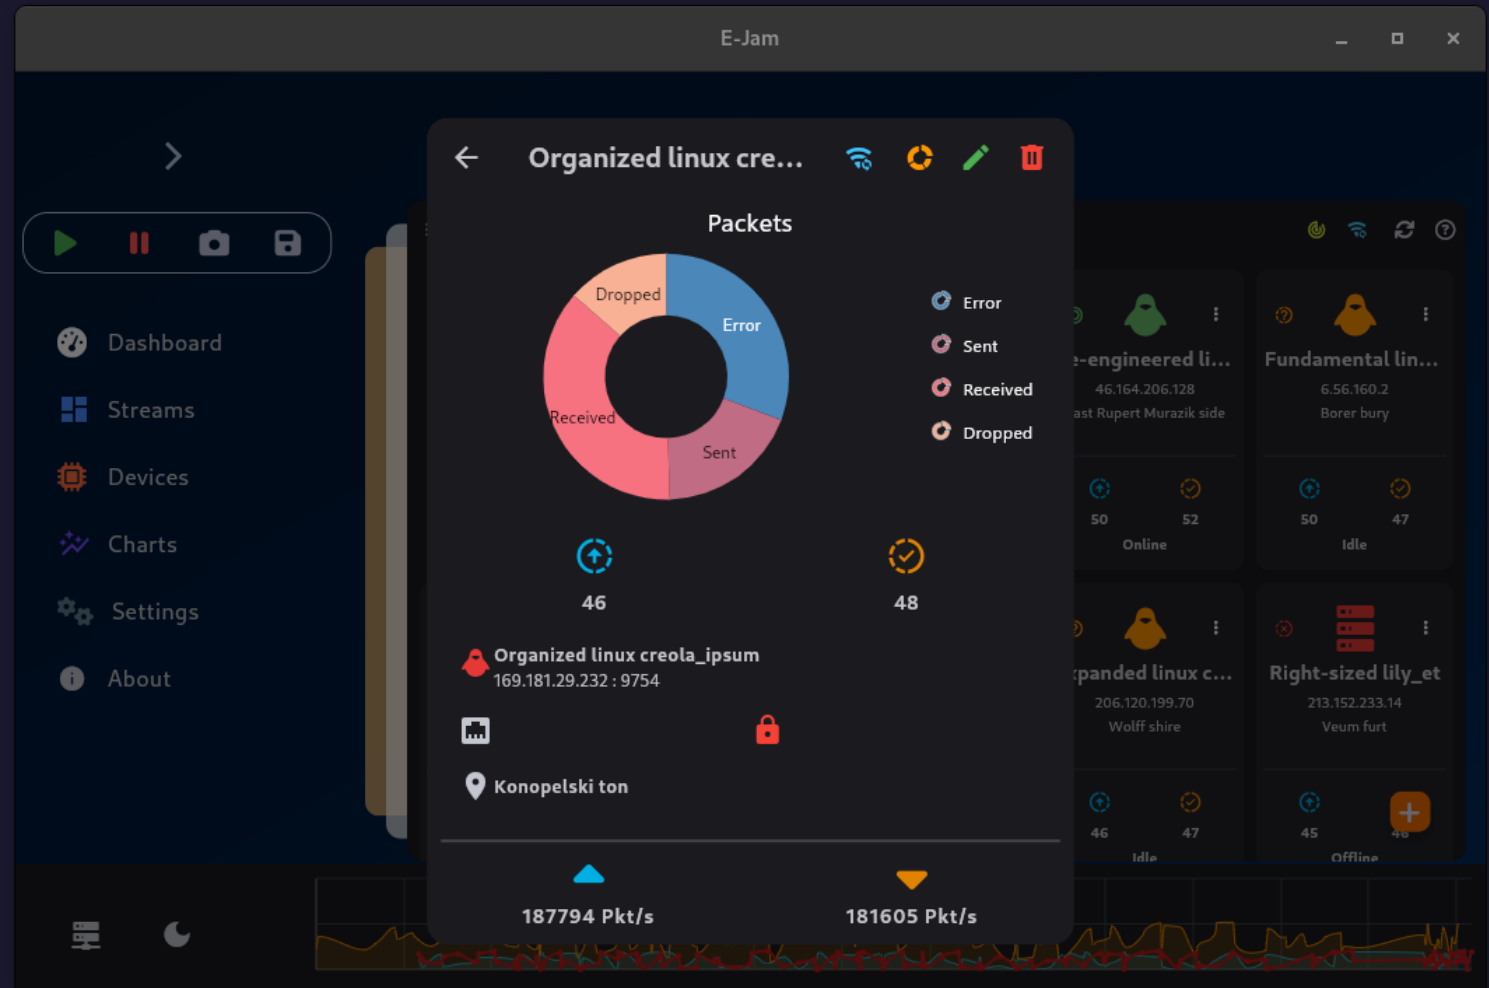 E-Jam
Organized linux cre...
Packets
Dropped
Error
Received
Sent
Error
Sent
Received
Dropped
46
48
Organized linux creola_ipsum
169.181.29.232 : 9754
Konopelski ton
187794 Pkt/s
181605 Pkt/s
Dashboard
Streams
Devices
Charts
Settings
About
e-engineered li...
46.164.206.128
ast Rupert Murazik side
50
52
Online
Fundamental lin...
6.56.160.2
Borer bury
50
47
Idle
xpanded linux c...
206.120.199.70
Wolff shire
46
47
Idle
Right-sized lily_et
213.152.233.14
Veum furt
45
46
Offline